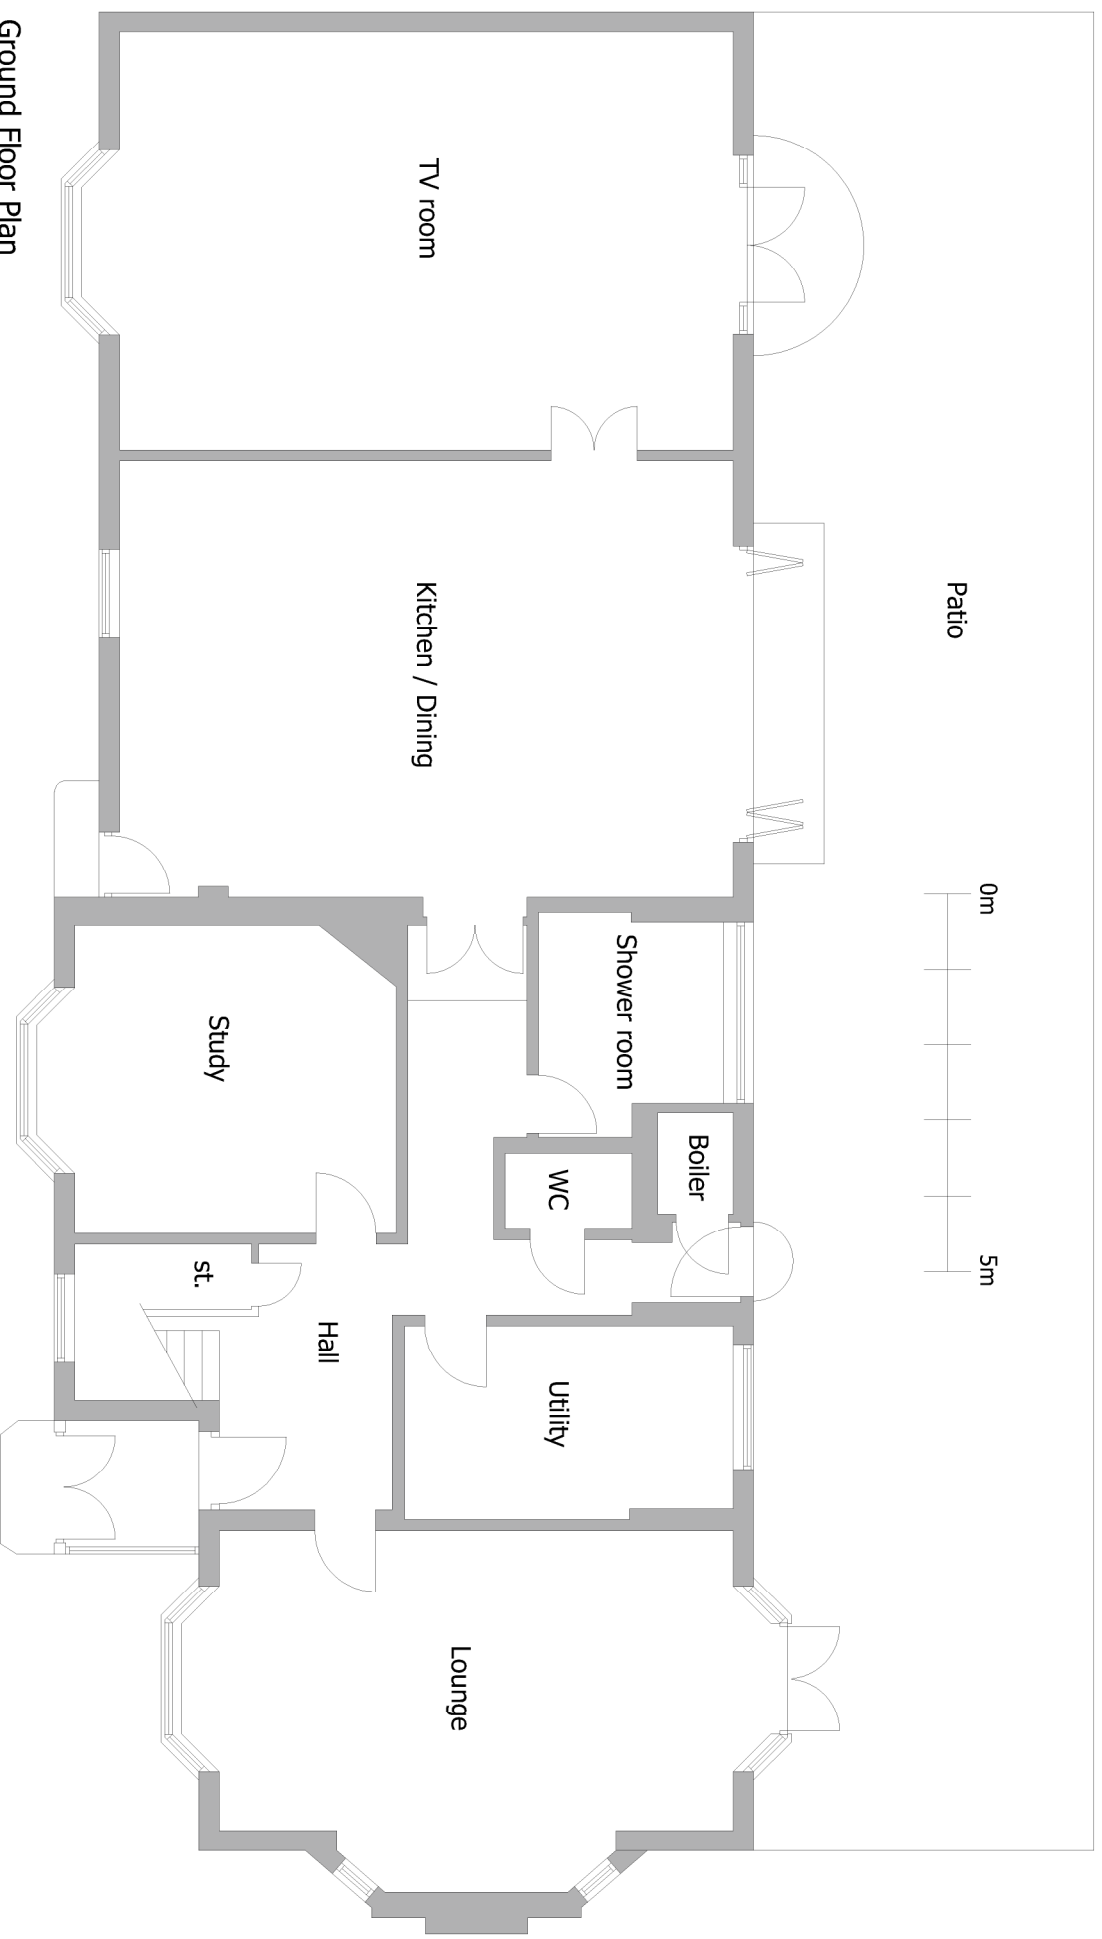 Patio
0m
5m
TV room
Kitchen / Dining
Shower room
Boiler
WC
Study
st.
Hall
Utility
Lounge
Ground Floor Plan